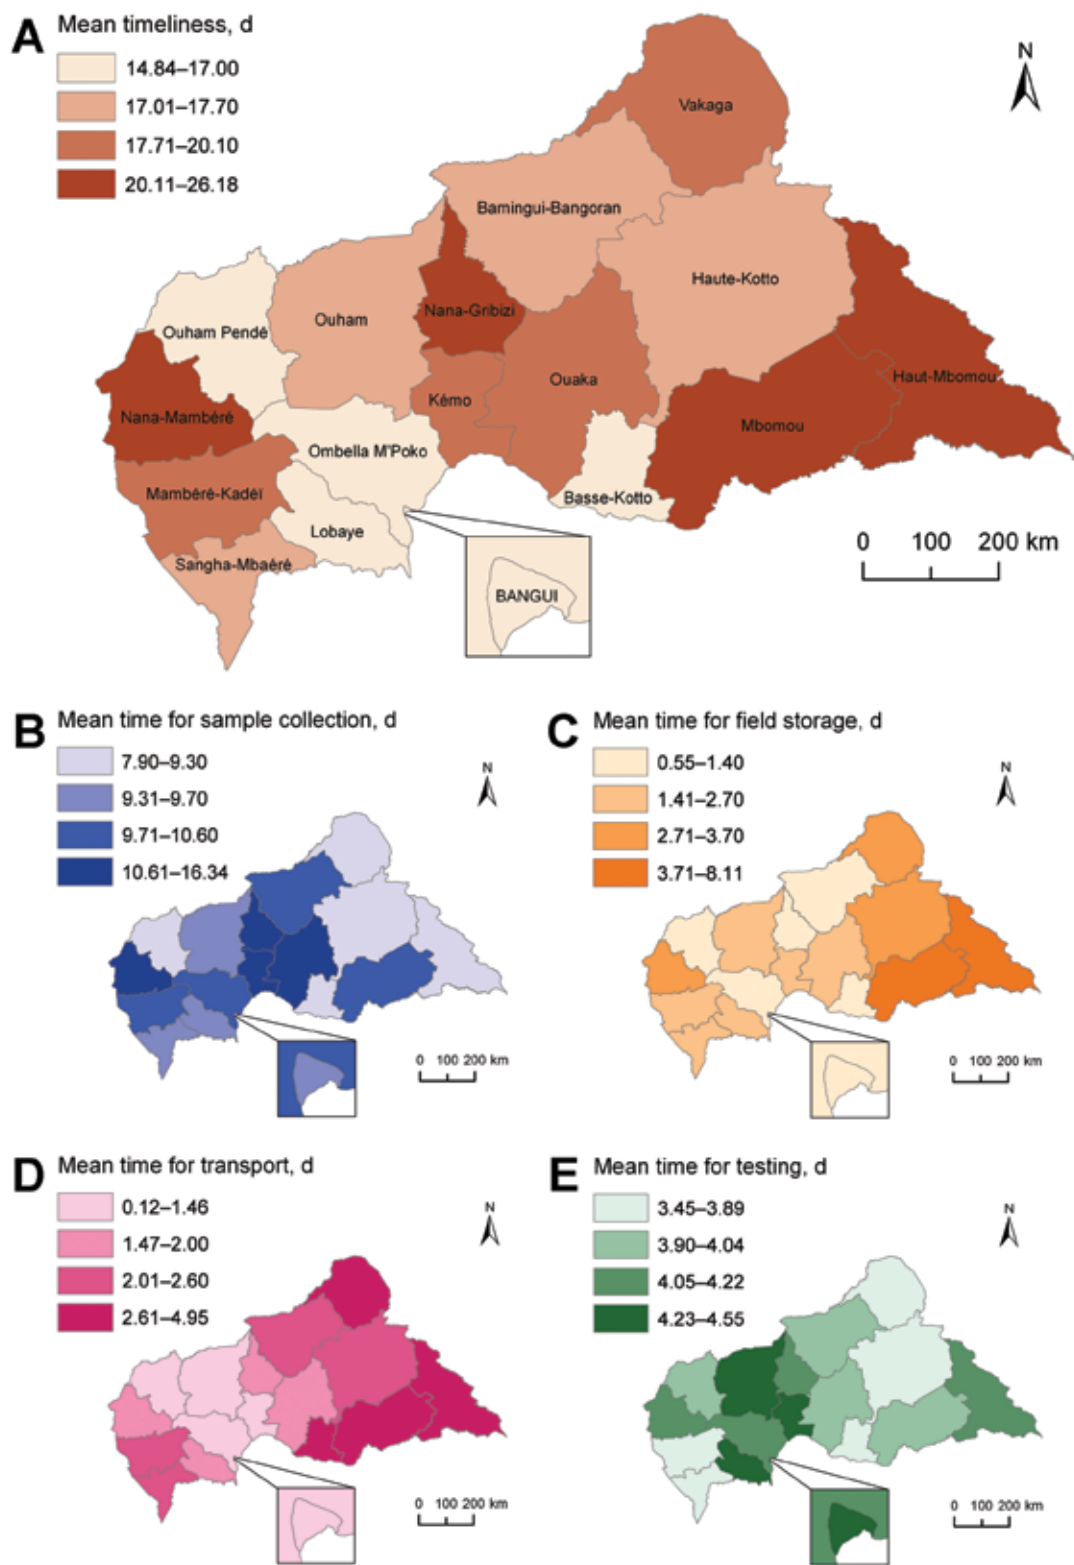 A
Mean timeliness, d
14.84–17.00
17.01–17.70
17.71–20.10
20.11–26.18
N
Vakaga
Bamingui-Bangoran
Haute-Kotto
Nana-Gribizi
Ouham
Ouham Pendé
Ouaka
Haut-Mbomou
Kémo
Nana-Mambéré
Mbomou
Ombella M'Poko
Mambéré-Kadéï
Basse-Kotto
Lobaye
Sangha-Mbaéré
BANGUI
0 100 200 km
B
Mean time for sample collection, d
7.90–9.30
9.31–9.70
9.71–10.60
10.61–16.34
N
0 100 200 km
C
Mean time for field storage, d
0.55–1.40
1.41–2.70
2.71–3.70
3.71–8.11
N
0 100 200 km
D
Mean time for transport, d
0.12–1.46
1.47–2.00
2.01–2.60
2.61–4.95
N
0 100 200 km
E
Mean time for testing, d
3.45–3.89
3.90–4.04
4.05–4.22
4.23–4.55
N
0 100 200 km